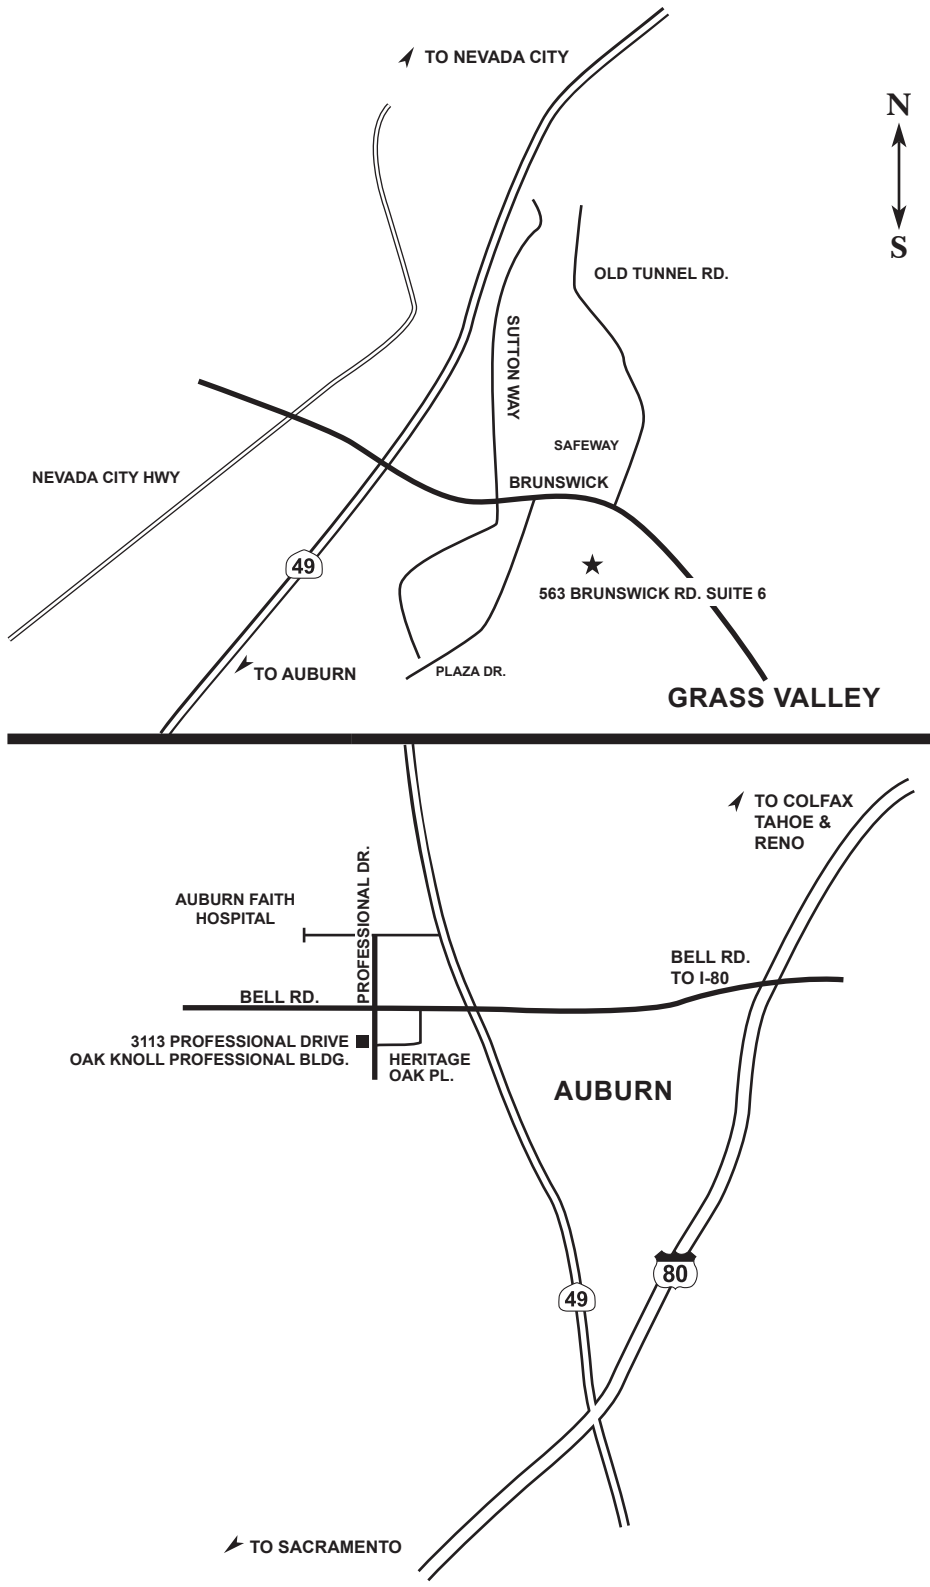 TO NEVADA CITY
N
S
OLD TUNNEL RD.
SUTTON WAY
SAFEWAY
NEVADA CITY HWY
BRUNSWICK
49
563 BRUNSWICK RD. SUITE 6
TO AUBURN
PLAZA DR.
GRASS VALLEY
TO COLFAX
TAHOE &
RENO
PROFESSIONAL DR.
AUBURN FAITH
HOSPITAL
BELL RD.
TO I-80
BELL RD.
3113 PROFESSIONAL DRIVE
OAK KNOLL PROFESSIONAL BLDG.
HERITAGE
OAK PL.
AUBURN
80
49
TO SACRAMENTO